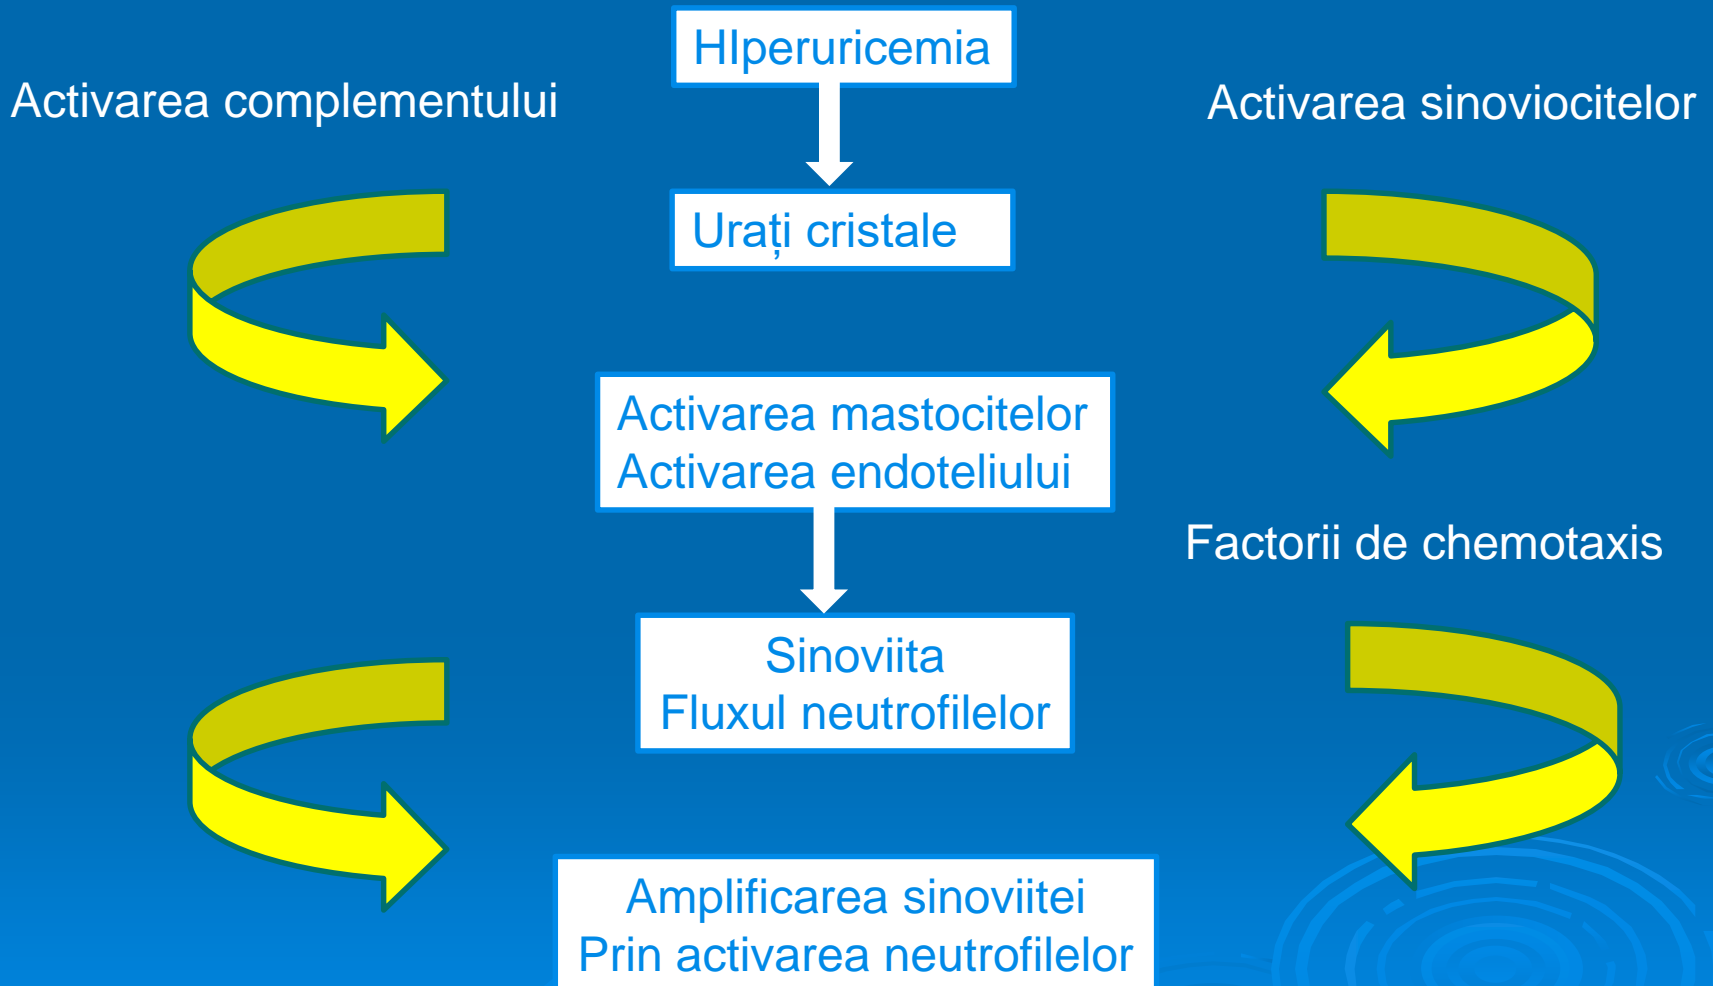 HIperuricemia
Activarea complementului
Activarea sinoviocitelor
Urați cristale
Activarea mastocitelor
Activarea endoteliului
Factorii de chemotaxis
Sinoviita
Fluxul neutrofilelor
Amplificarea sinoviitei
Prin activarea neutrofilelor